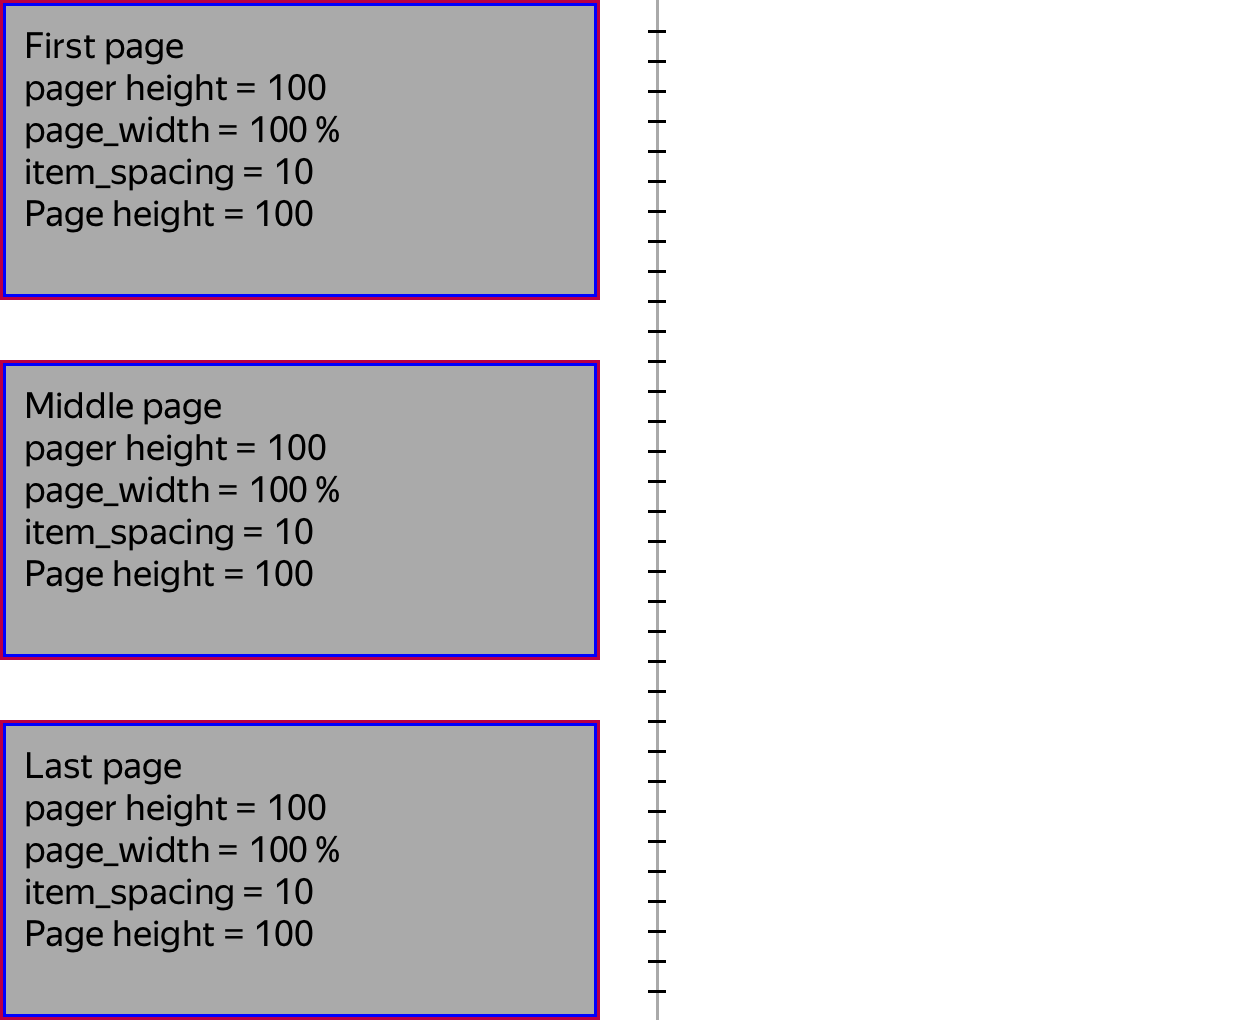 First page
pager height = 100
page_width = 100 %
item_spacing = 10
Page height = 100
Middle page
pager height = 100
page_width = 100 %
item_spacing = 10
Page height = 100
Last page
pager height = 100
page_width = 100 %
item_spacing = 10
Page height = 100